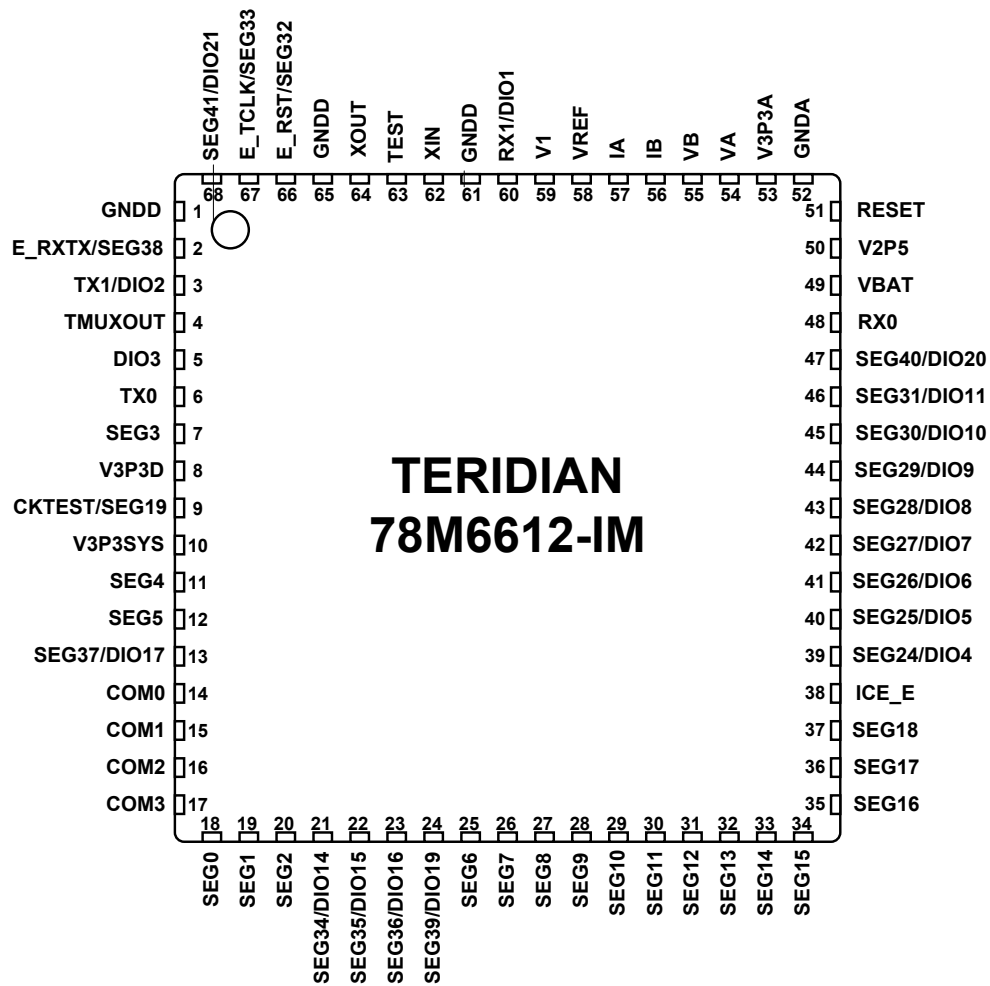 SEG41/DIO21
E_TCLK/SEG33
E_RST/SEG32
GNDD
XOUT
TEST
XIN
GNDD
RX1/DIO1
V1
VREF
IA
IB
VB
VA
V3P3A
GNDA
68 67 66 65 64 63 62 61 60 59 58 57 56 55 54 53 52
GNDD 1
E_RXTX/SEG38 2
TX1/DIO2 3
TMUXOUT 4
DIO3 5
TX0 6
SEG3 7
V3P3D 8
CKTEST/SEG19 9
V3P3SYS 10
SEG4 11
SEG5 12
SEG37/DIO17 13
COM0 14
COM1 15
COM2 16
COM3 17
TERIDIAN
78M6612-IM
51 RESET
50 V2P5
49 VBAT
48 RX0
47 SEG40/DIO20
46 SEG31/DIO11
45 SEG30/DIO10
44 SEG29/DIO9
43 SEG28/DIO8
42 SEG27/DIO7
41 SEG26/DIO6
40 SEG25/DIO5
39 SEG24/DIO4
38 ICE_E
37 SEG18
36 SEG17
35 SEG16
18 19 20 21 22 23 24 25 26 27 28 29 30 31 32 33 34
SEG0
SEG1
SEG2
SEG34/DIO14
SEG35/DIO15
SEG36/DIO16
SEG39/DIO19
SEG6
SEG7
SEG8
SEG9
SEG10
SEG11
SEG12
SEG13
SEG14
SEG15